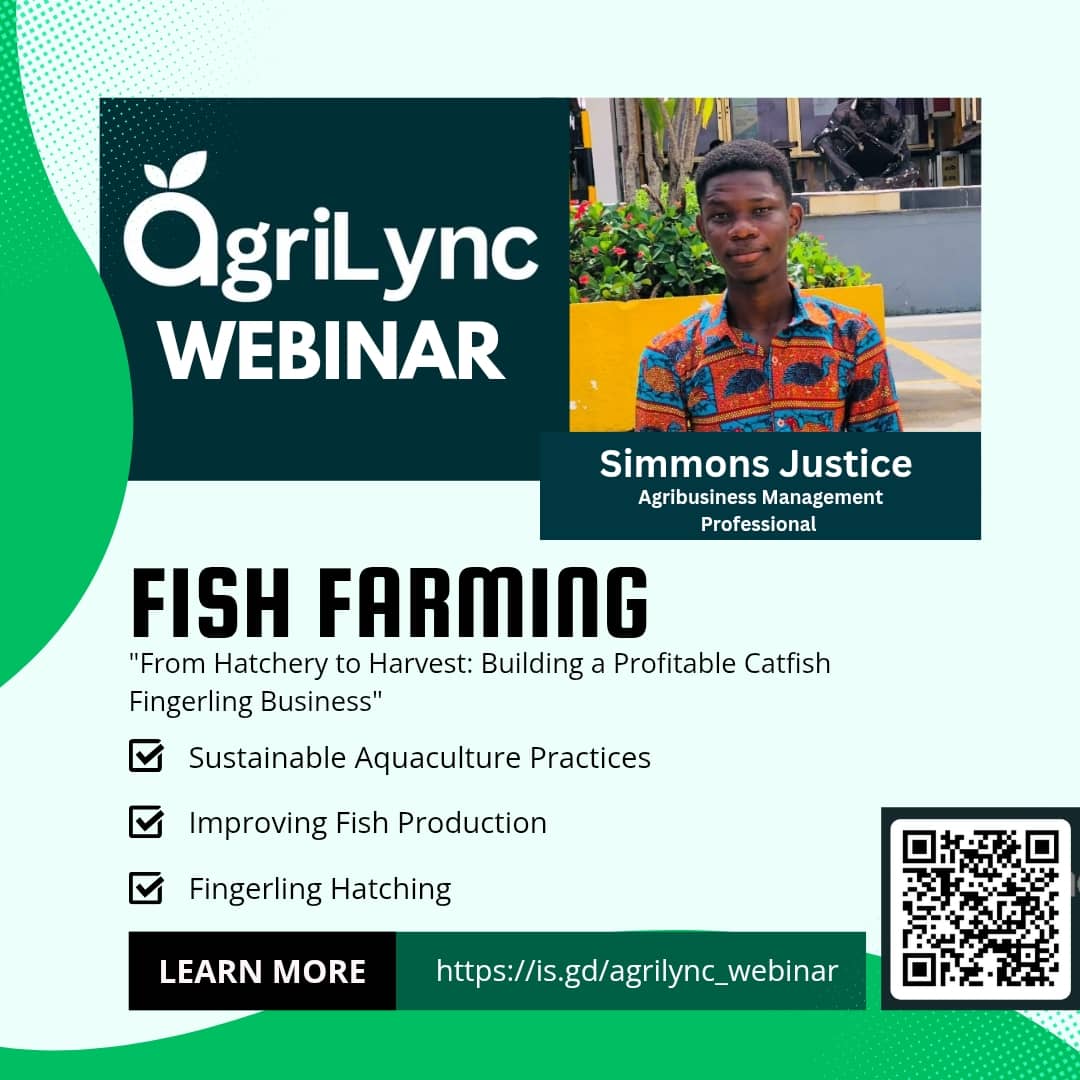 agriLync
WEBINAR
Simmons Justice
Agribusiness Management
Professional
FISH FARMING
"From Hatchery to Harvest: Building a Profitable Catfish
Fingerling Business"
Sustainable Aquaculture Practices
Improving Fish Production
Fingerling Hatching
LEARN MORE
https://is.gd/agrilync_webinar